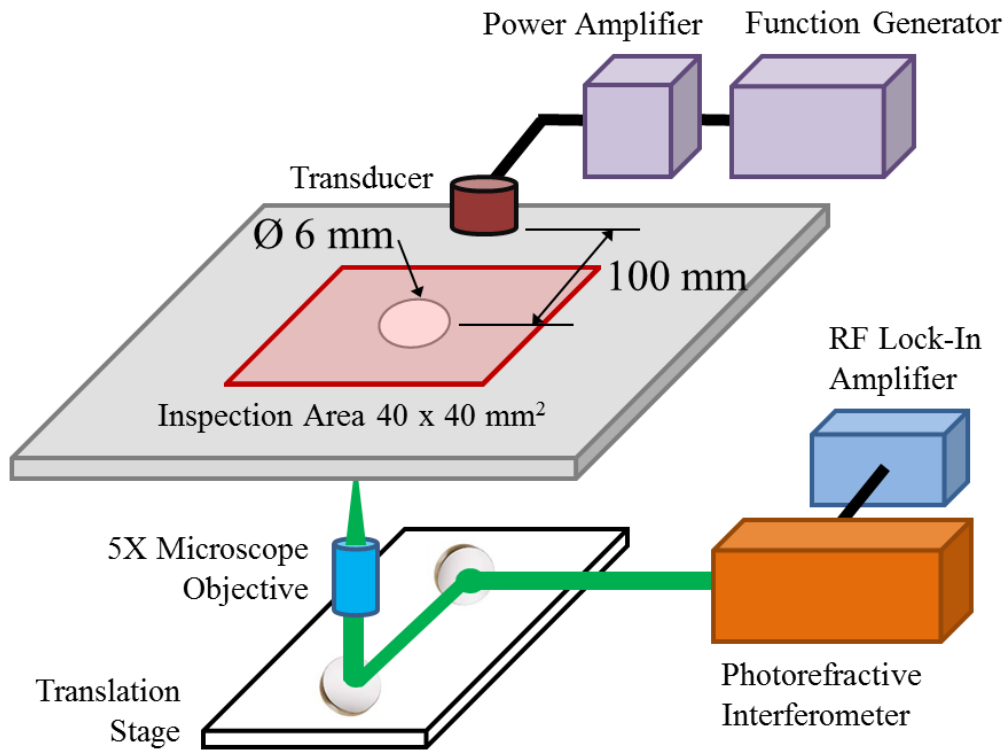 Power Amplifier
Function Generator
Transducer
Ø 6 mm
100 mm
RF Lock-In
Amplifier
Inspection Area 40 x 40 mm²
5X Microscope
Objective
Translation
Stage
Photorefractive
Interferometer